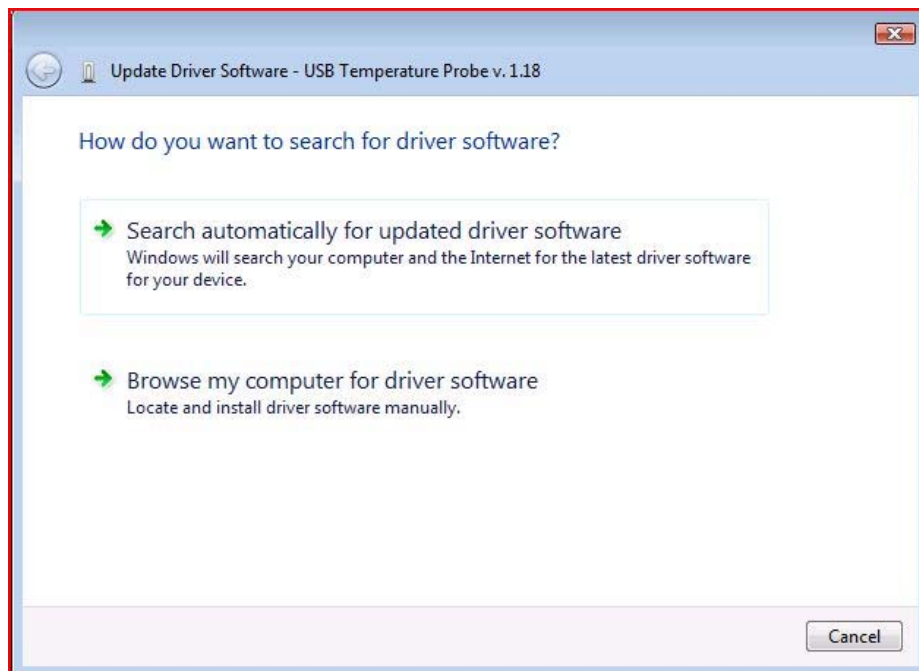 Update Driver Software - USB Temperature Probe v. 1.18
How do you want to search for driver software?
Search automatically for updated driver software
Windows will search your computer and the Internet for the latest driver software
for your device.
Browse my computer for driver software
Locate and install driver software manually.
Cancel